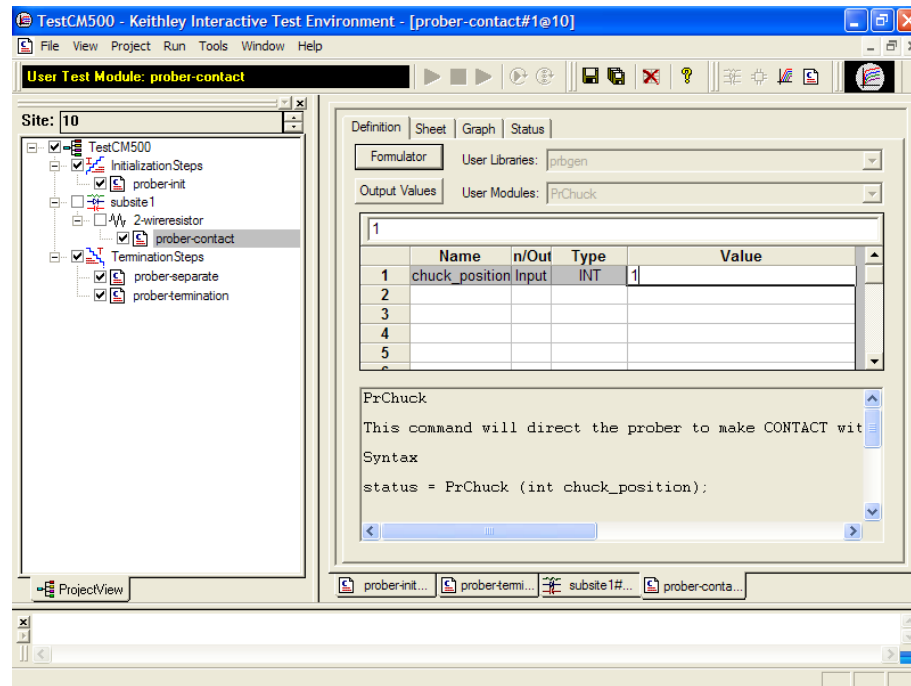 TestCM500 - Keithley Interactive Test Environment - [prober-contact#1@10]
File View Project Run Tools Window Help
User Test Module: prober-contact
Site: 10
TestCM500
InitializationSteps
prober-init
subsite1
2-wireresistor
prober-contact
TerminationSteps
prober-separate
prober-termination
ProjectView
Definition Sheet Graph Status
Formulator User Libraries: prbgen
Output Values User Modules: PrChuck
1
Name n/Out Type Value
1 chuck_position Input INT 1
2
3
4
5
PrChuck
This command will direct the prober to make CONTACT wit
Syntax
status = PrChuck (int chuck_position);
prober-init... prober-termi... subsite1#... prober-conta...